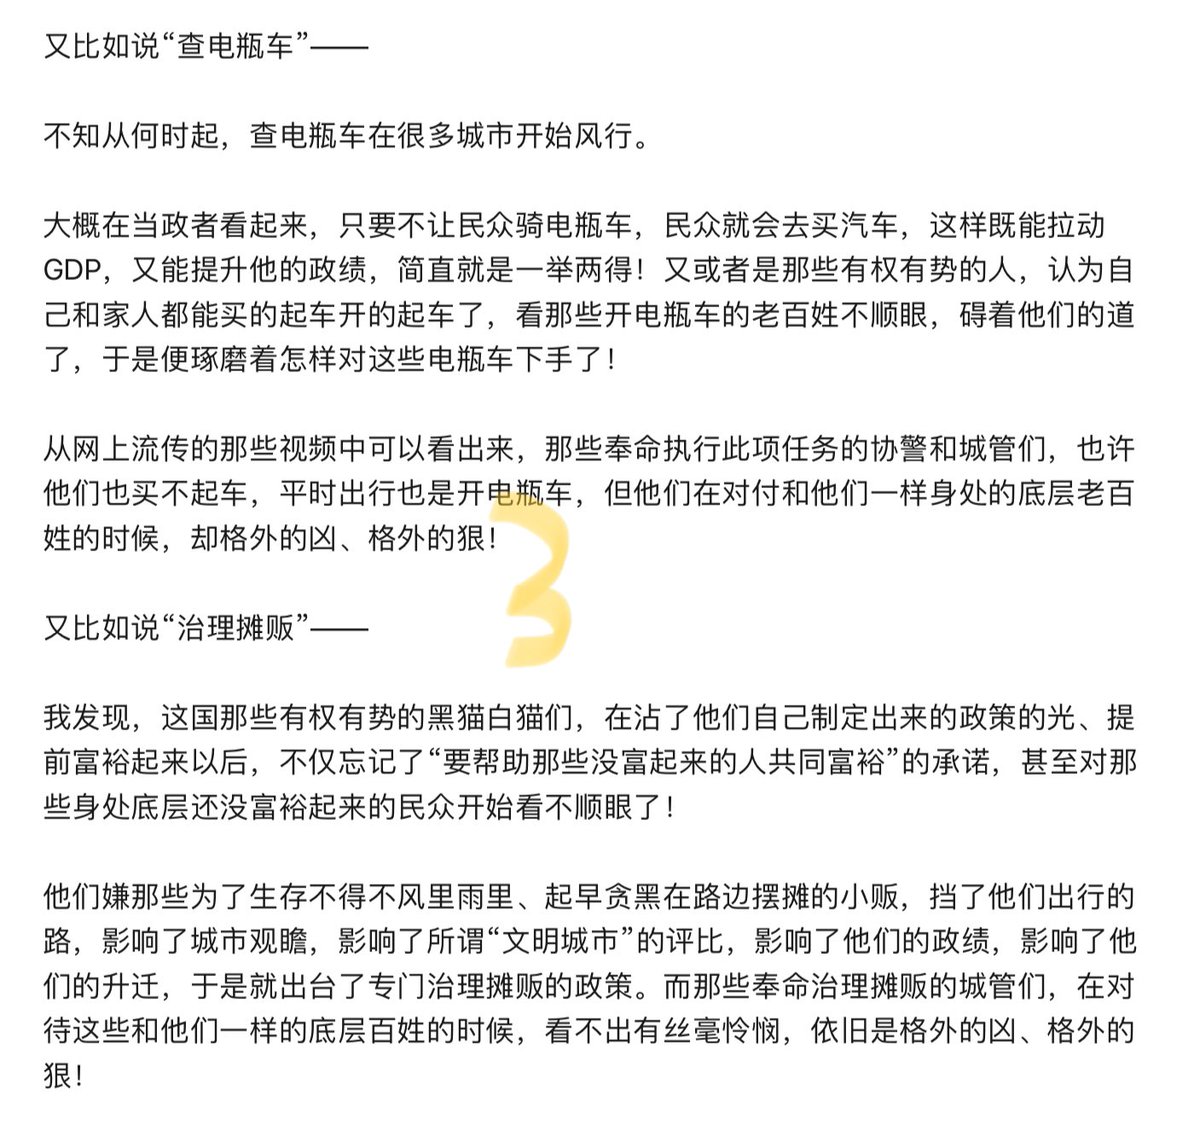 又比如说“查电瓶车”——
不知从何时起，查电瓶车在很多城市开始风行。
大概在当政者看起来，只要不让民众骑电瓶车，民众就会去买汽车，这样既能拉动
GDP，又能提升他的政绩，简直就是一举两得！又或者是那些有权有势的人，认为自
己和家人都能买的起车开的起车了，看那些开电瓶车的老百姓不顺眼，碍着他们的道
了，于是便琢磨着怎样对这些电瓶车下手了！
从网上流传的那些视频中可以看出来，那些奉命执行此项任务的协警和城管们，也许
他们也买不起车，平时出行也是开电瓶车，但他们在对付和他们一样身处的底层老百
姓的时候，却格外的凶、格外的狠！
3
又比如说“治理摊贩”——
我发现，这国那些有权有势的黑猫白猫们，在沾了他们自己制定出来的政策的光、提
前富裕起来以后，不仅忘记了“要帮助那些没富起来的人共同富裕”的承诺，甚至对那
些身处底层还没富裕起来的民众开始看不顺眼了！
他们嫌那些为了生存不得不风里雨里、起早贪黑在路边摆摊的小贩，挡了他们出行的
路，影响了城市观瞻，影响了所谓“文明城市”的评比，影响了他们的政绩，影响了他
们的升迁，于是就出台了专门治理摊贩的政策。而那些奉命治理摊贩的城管们，在对
待这些和他们一样的底层百姓的时候，看不出有丝毫怜悯，依旧是格外的凶、格外的
狠！